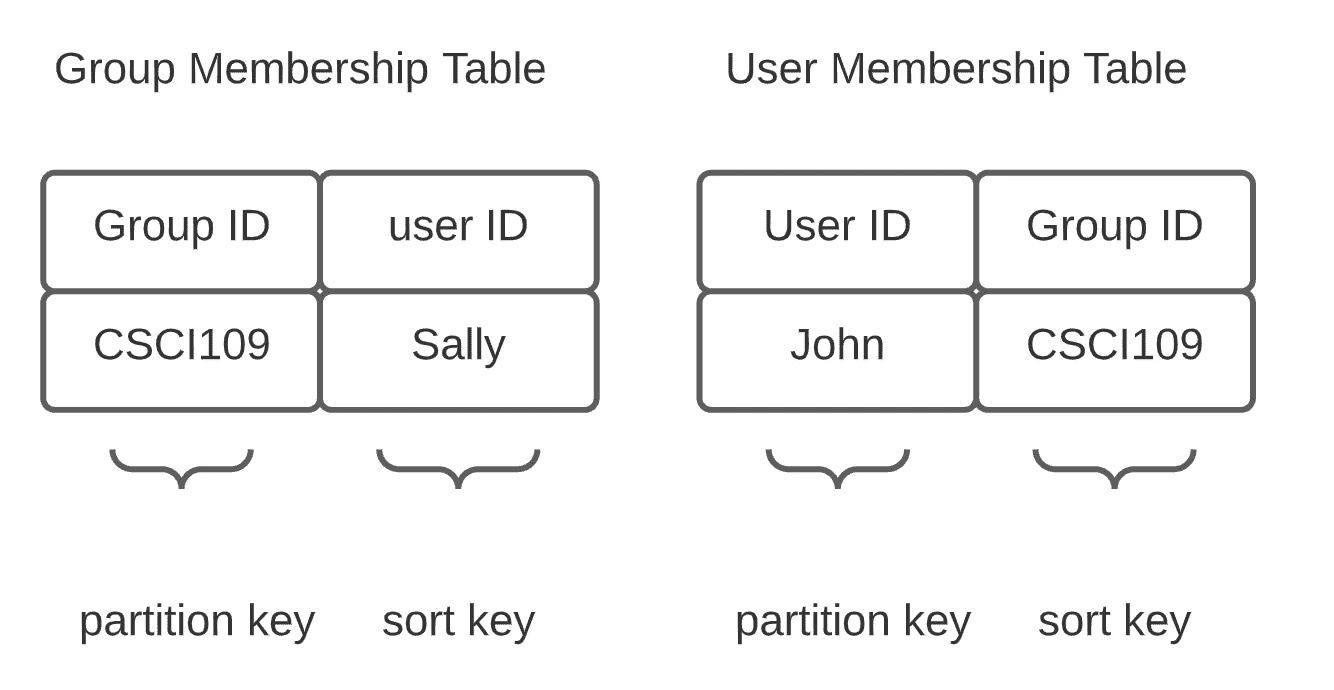 Group Membership Table
User Membership Table
Group ID
user ID
User ID
Group ID
CSCI109
Sally
John
CSCI109
partition key
sort key
partition key
sort key